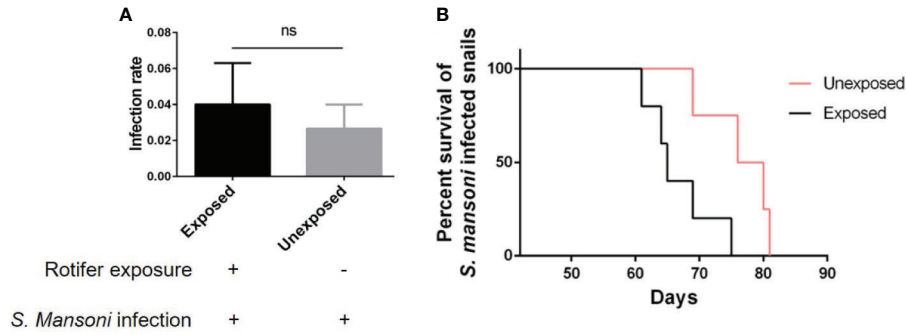 A
ns
Infection rate
0.08
0.06
0.04
0.02
0.00
Exposed
Unexposed
Rotifer exposure + -
S. Mansoni infection + +
B
Percent survival of
S. mansoni infected snails
100
50
0
50 60 70 80 90
Days
Unexposed
Exposed